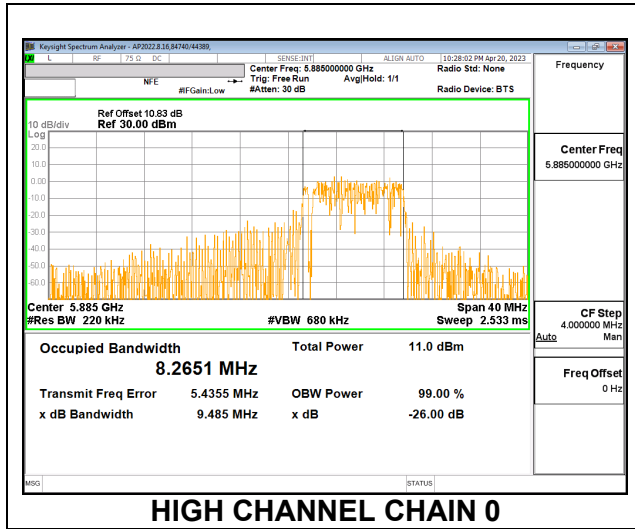 Keysight Spectrum Analyzer - AP2022.8.16,84740/44389,
L RF 75 Ω DC SENSE:INT ALIGN AUTO 10:28:02 PM Apr 20, 2023
Center Freq: 5.885000000 GHz Radio Std: None
NFE Trig: Free Run Avg|Hold: 1/1
#IFGain:Low #Atten: 30 dB Radio Device: BTS
Frequency
Ref Offset 10.83 dB
10 dB/div Ref 30.00 dBm
Log
20.0
10.0
0.00
-10.0
-20.0
-30.0
-40.0
-50.0
-60.0
Center 5.885 GHz Span 40 MHz
#Res BW 220 kHz #VBW 680 kHz Sweep 2.533 ms
Center Freq
5.885000000 GHz
CF Step
4.000000 MHz
Auto Man
Freq Offset
0 Hz
Occupied Bandwidth Total Power 11.0 dBm
8.2651 MHz
Transmit Freq Error 5.4355 MHz OBW Power 99.00 %
x dB Bandwidth 9.485 MHz x dB -26.00 dB
MSG STATUS
HIGH CHANNEL CHAIN 0